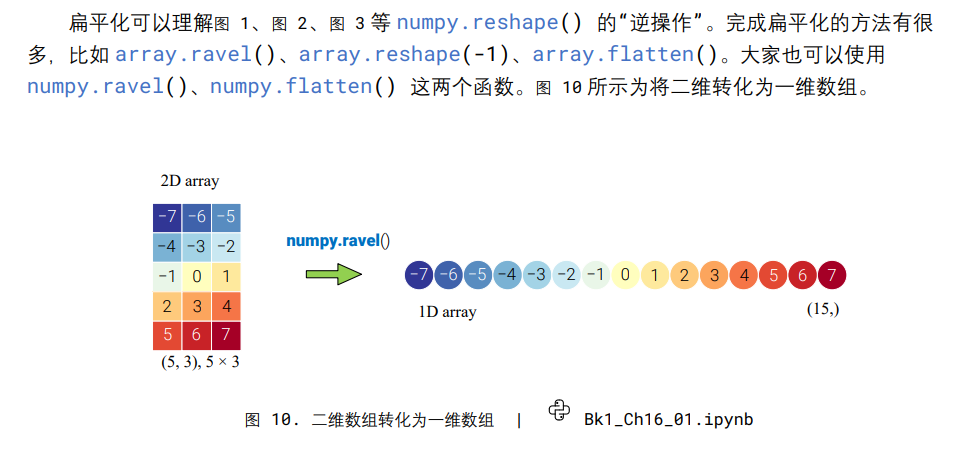 扁平化可以理解图 1、图 2、图 3 等 numpy.reshape() 的“逆操作”。完成扁平化的方法有很
多，比如 array.ravel()、array.reshape(-1)、array.flatten()。大家也可以使用
numpy.ravel()、numpy.flatten() 这两个函数。图 10 所示为将二维转化为一维数组。
2D array
−7 −6 −5
−4 −3 −2
−1 0 1
2 3 4
5 6 7
(5, 3), 5 × 3
numpy.ravel()
−7 −6 −5 −4 −3 −2 −1 0 1 2 3 4 5 6 7
1D array
(15,)
图 10. 二维数组转化为一维数组 | Bk1_Ch16_01.ipynb